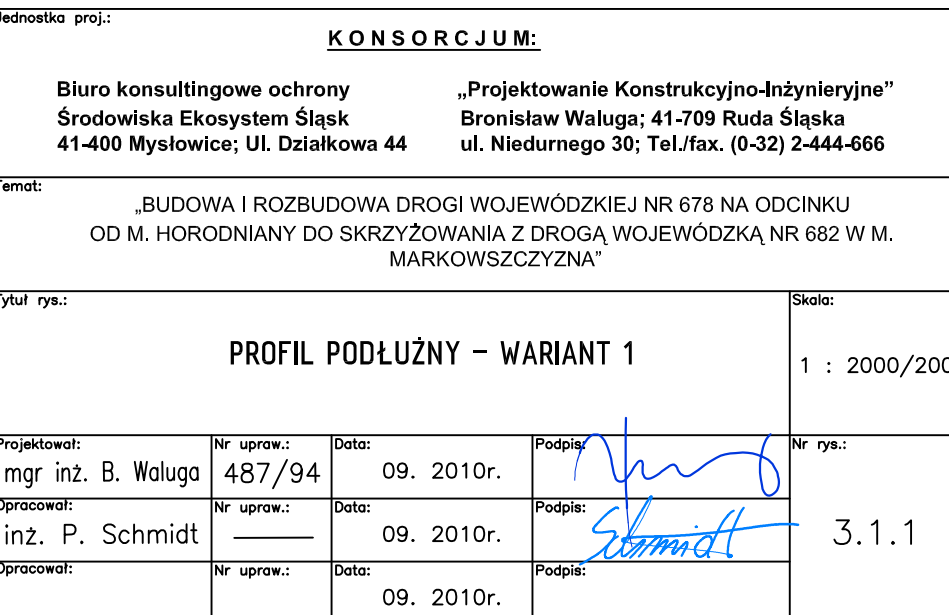 Jednostka proj.:
KONSORCJUM:
Biuro konsultingowe ochrony
Środowiska Ekosystem Śląsk
41-400 Mysłowice; Ul. Działkowa 44
„Projektowanie Konstrukcyjno-Inżynieryjne”
Bronisław Waluga; 41-709 Ruda Śląska
ul. Niedurnego 30; Tel./fax. (0-32) 2-444-666
Temat:
„BUDOWA I ROZBUDOWA DROGI WOJEWÓDZKIEJ NR 678 NA ODCINKU
OD M. HORODNIANY DO SKRZYŻOWANIA Z DROGĄ WOJEWÓDZKĄ NR 682 W M.
MARKOWSZCZYZNA”
Tytuł rys.:
PROFIL PODŁUŻNY – WARIANT 1
Skala:
1 : 2000/200
Projektował:
mgr inż. B. Waluga
Nr upraw.:
487/94
Data:
09. 2010r.
Podpis:
Nr rys.:
3.1.1
Opracował:
inż. P. Schmidt
Nr upraw.:
Data:
09. 2010r.
Podpis:
Schmidt
Opracował:
Nr upraw.:
Data:
09. 2010r.
Podpis: